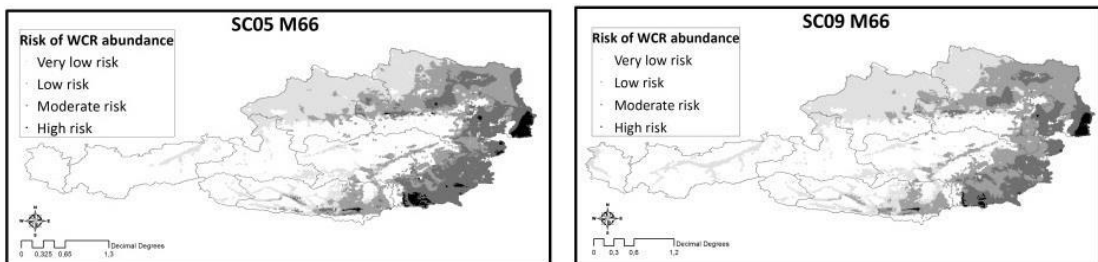 SC05 M66
Risk of WCR abundance
Very low risk
Low risk
Moderate risk
High risk
N
W E
S
Decimal Degrees
0 0,325 0,65 1,3
SC09 M66
Risk of WCR abundance
Very low risk
Low risk
Moderate risk
High risk
N
W E
S
Decimal Degrees
0 0,3 0,6 1,2